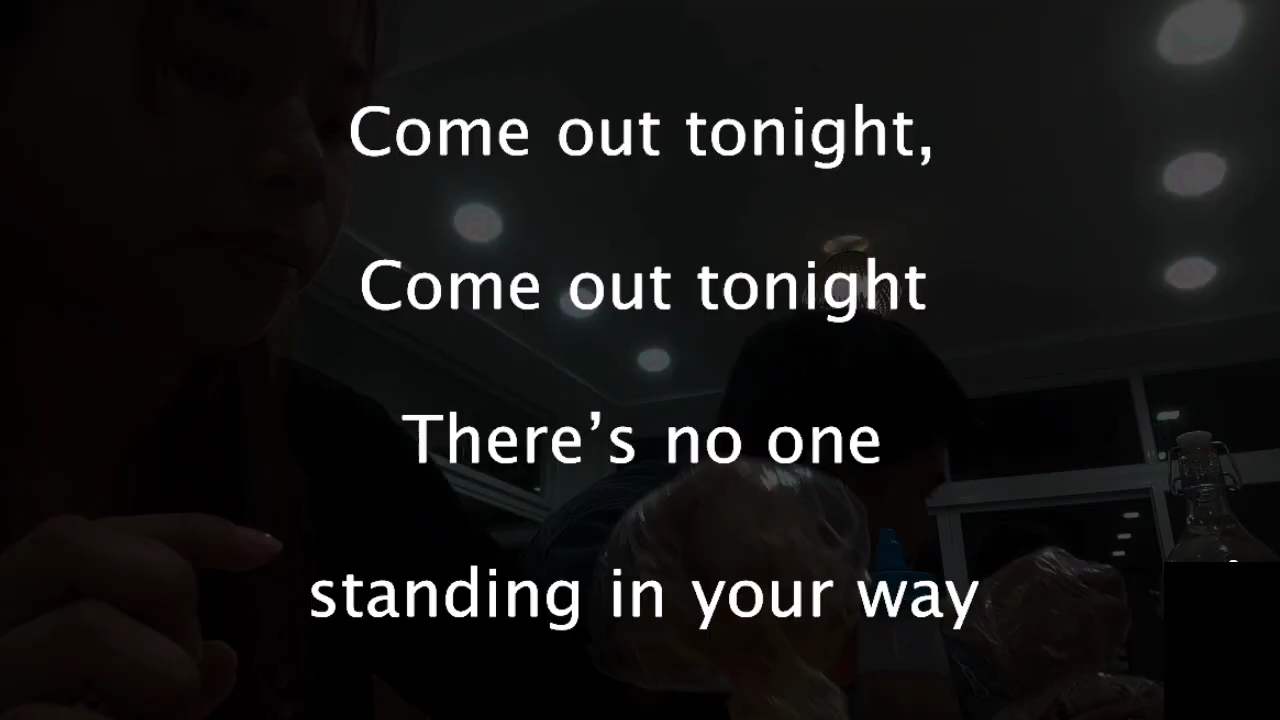 Come out tonight,
Come out tonight
There’s no one
standing in your way